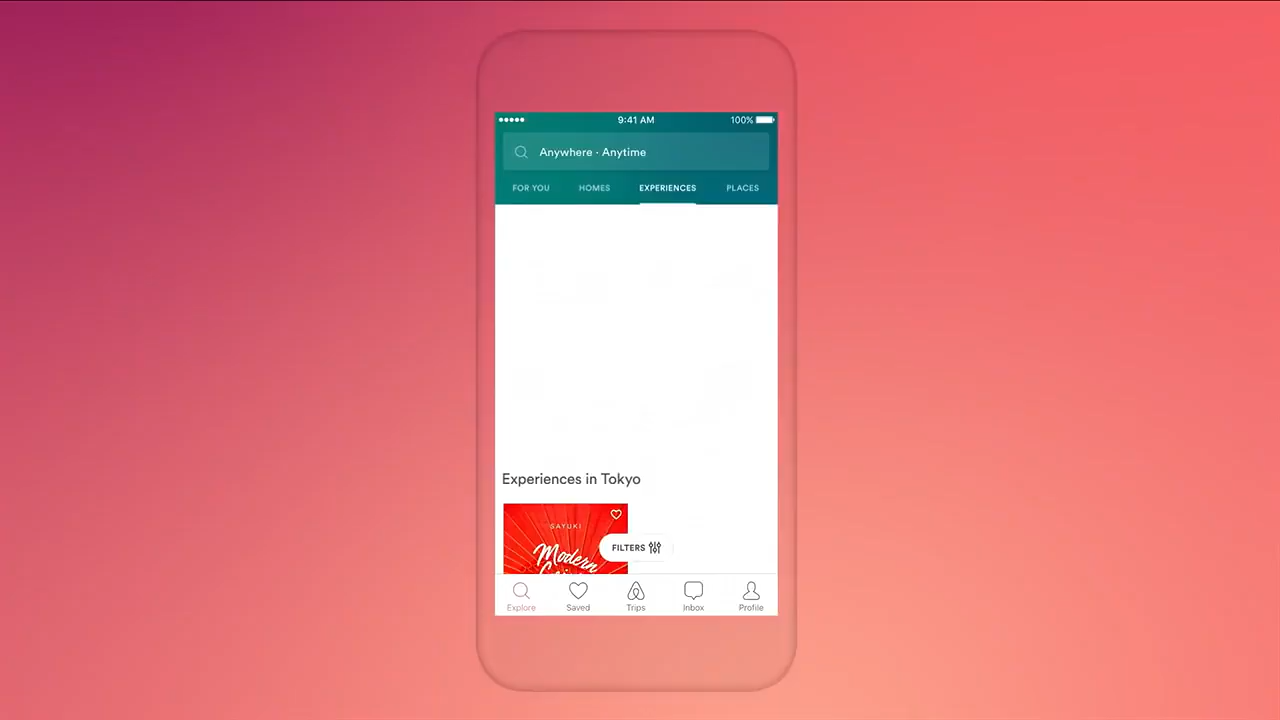 9:41 AM 100%
Anywhere · Anytime
FOR YOU HOMES EXPERIENCES PLACES
Experiences in Tokyo
SAYUKI
Modern
FILTERS
Explore Saved Trips Inbox Profile